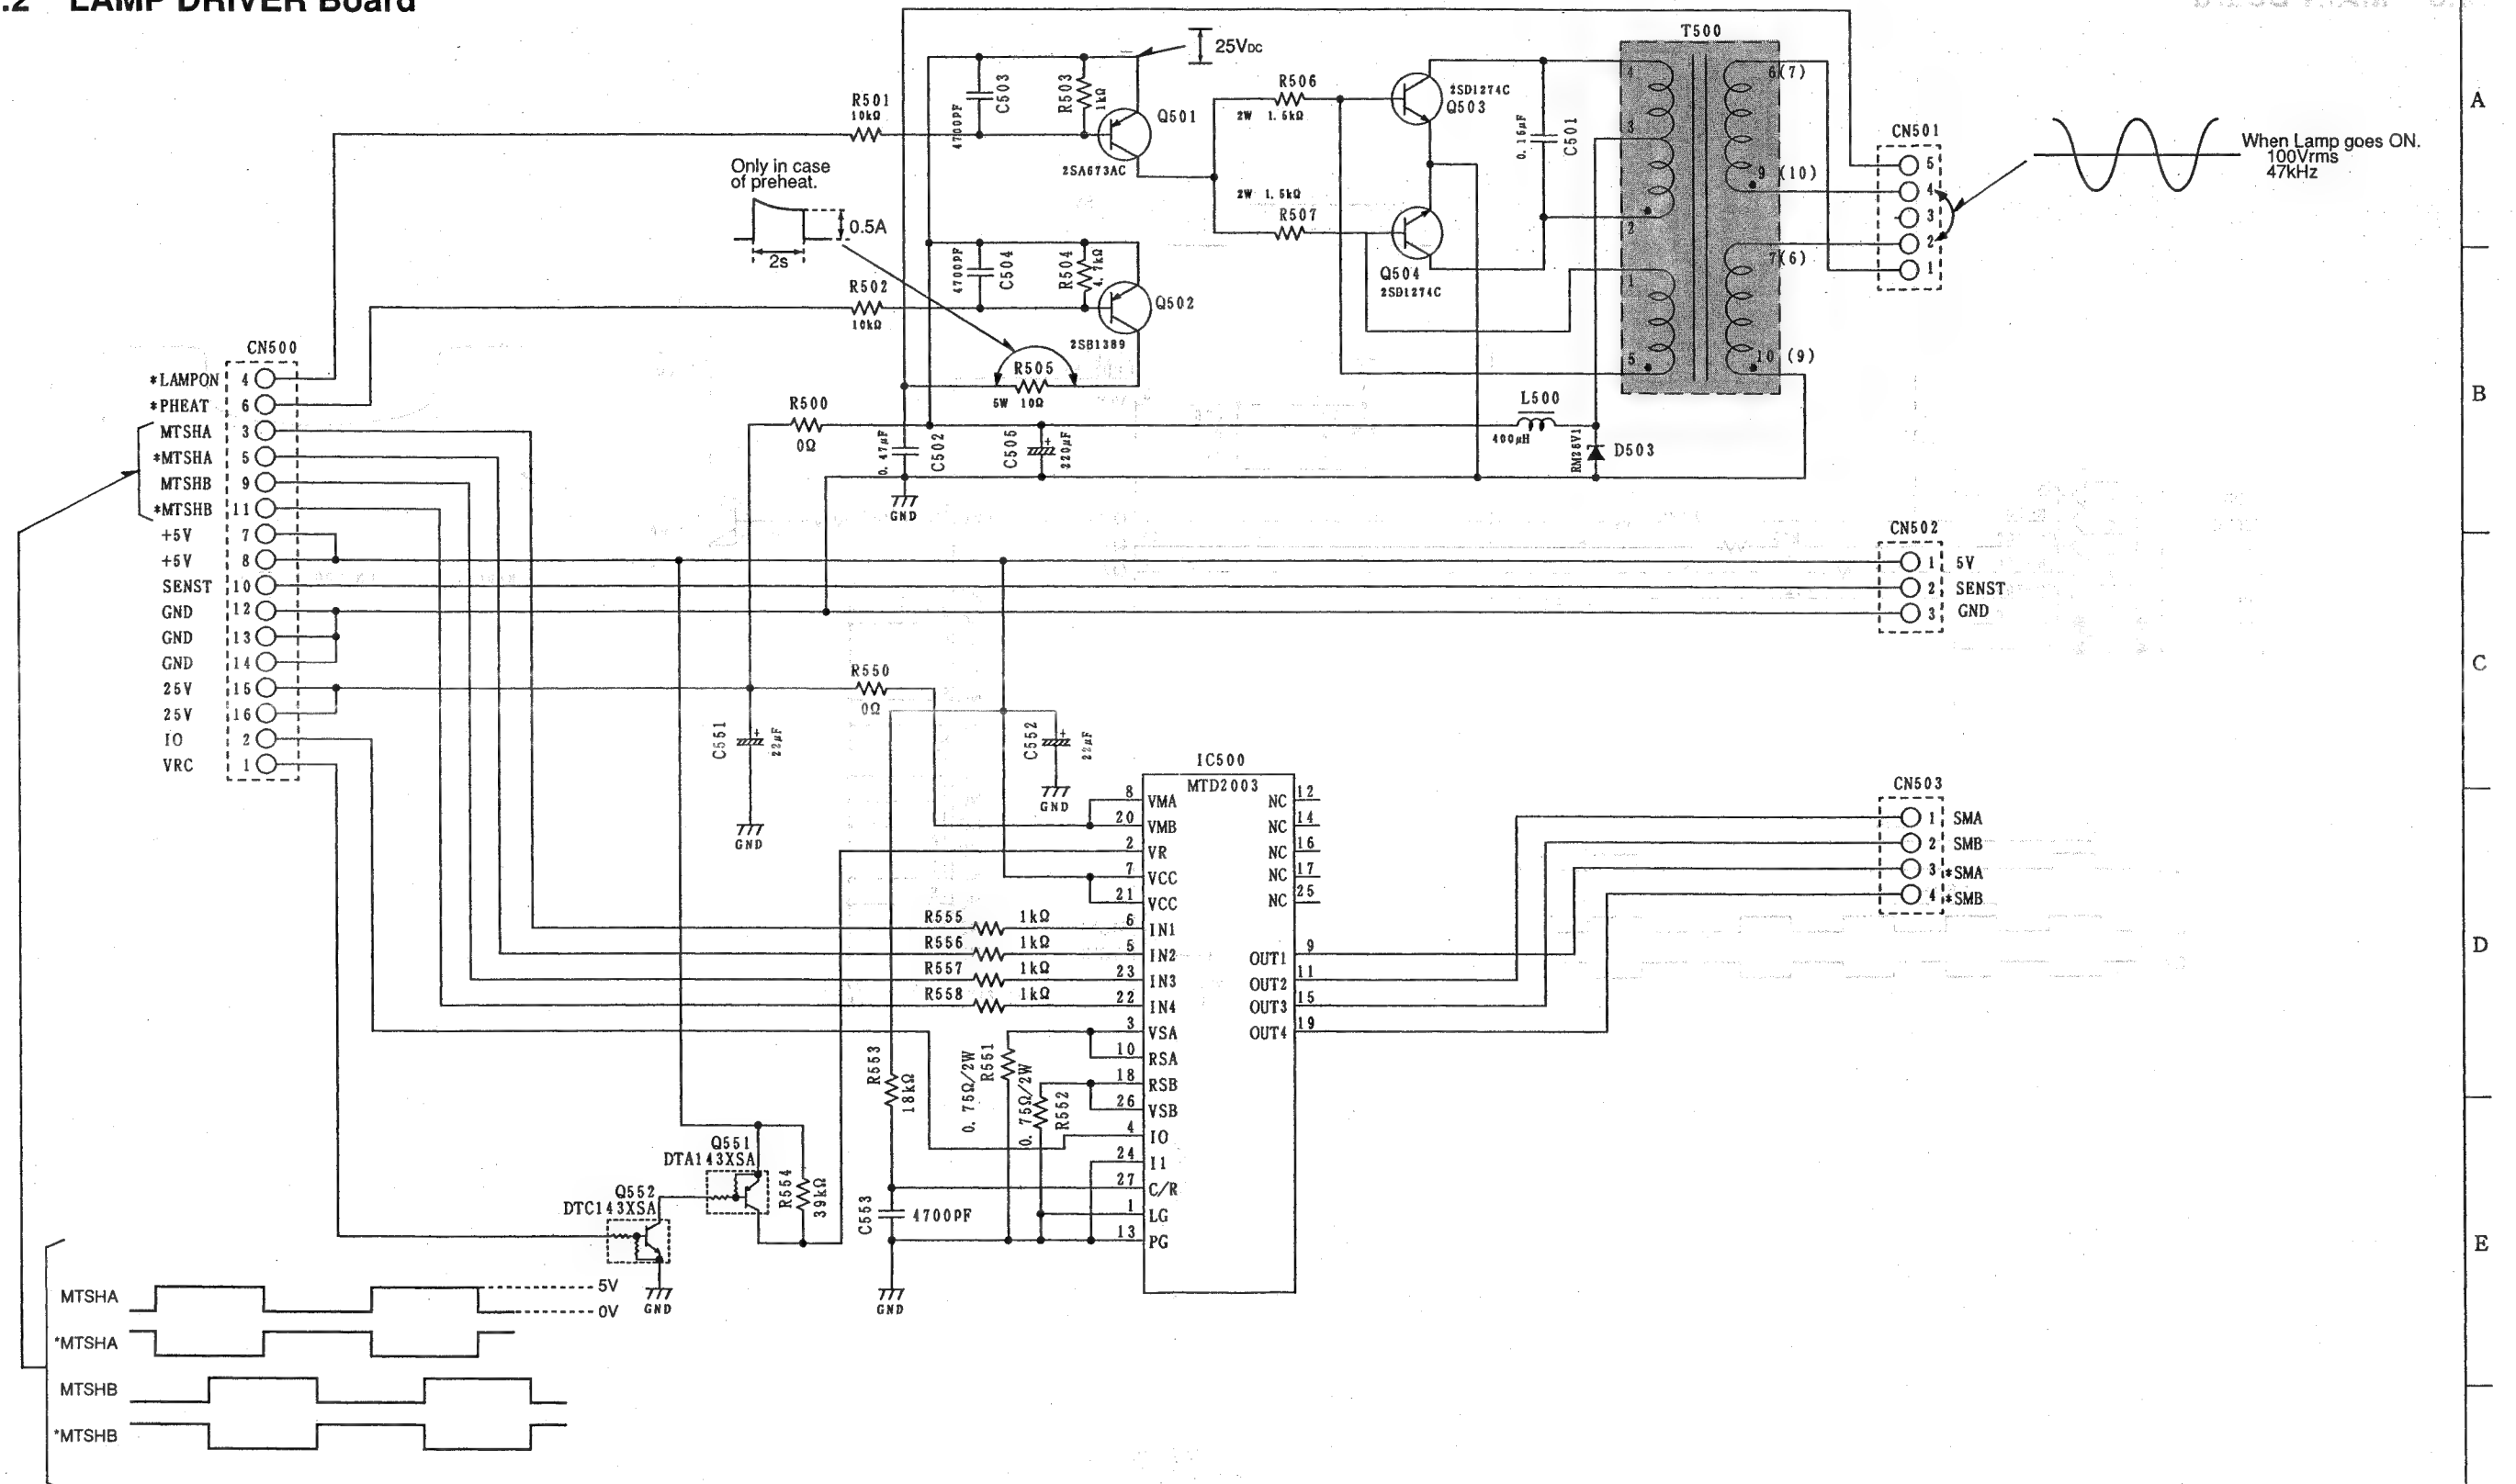 .2 LAMP DRIVER Board
25VDC
T500
C503
4700PF
R503
1kΩ
R501
10kΩ
Q501
2SA673AC
R506
2W 1.5kΩ
2SD1274C
Q503
0.15μF
C501
4
3
2
1
5
6(7)
9 (10)
7(6)
10 (9)
CN501
5
4
3
2
1
When Lamp goes ON.
100Vrms
47kHz
Only in case
of preheat.
0.5A
2s
2W 1.5kΩ
R507
Q504
2SD1274C
4700PF
C504
R504
4.7kΩ
R502
10kΩ
Q502
2SB1389
R505
5W 10Ω
R500
0Ω
0.47μF
C502
C505
220μF
L500
400μH
RM25V1
D503
GND
CN500
*LAMPON 4
*PHEAT 6
MTSHA 3
*MTSHA 5
MTSHB 9
*MTSHB 11
+5V 7
+5V 8
SENST 10
GND 12
GND 13
GND 14
25V 15
25V 16
IO 2
VRC 1
CN502
1 5V
2 SENST
3 GND
R550
0Ω
C551
22μF
GND
C552
22μF
GND
IC500
MTD2003
8 VMA
20 VMB
2 VR
7 VCC
21 VCC
6 IN1
5 IN2
23 IN3
22 IN4
3 VSA
10 RSA
18 RSB
26 VSB
4 IO
24 I1
27 C/R
1 LG
13 PG
NC 12
NC 14
NC 16
NC 17
NC 25
OUT1 9
OUT2 11
OUT3 15
OUT4 19
CN503
1 SMA
2 SMB
3 *SMA
4 *SMB
R555 1kΩ
R556 1kΩ
R557 1kΩ
R558 1kΩ
R553
18kΩ
0.75Ω/2W
R551
0.75Ω/2W
R552
Q551
DTA143XSA
R554
39kΩ
Q552
DTC143XSA
GND
C553
4700PF
GND
MTSHA
5V
0V
*MTSHA
MTSHB
*MTSHB
A
B
C
D
E